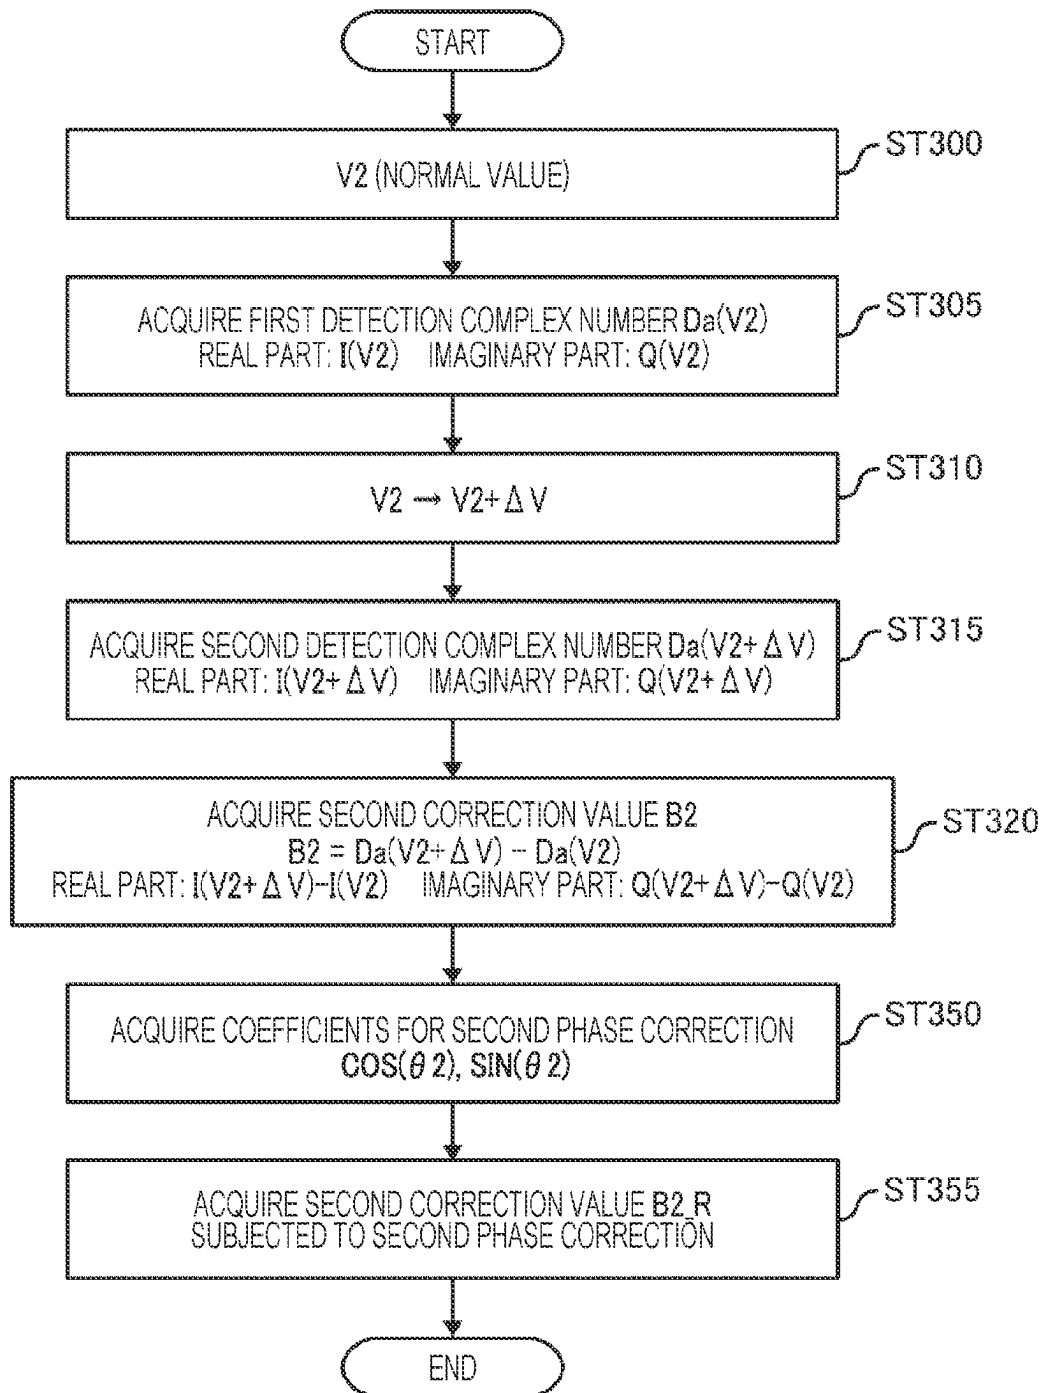 START
V2 (NORMAL VALUE)
ST300
ACQUIRE FIRST DETECTION COMPLEX NUMBER Da(V2)
REAL PART: I(V2) IMAGINARY PART: Q(V2)
ST305
V2 → V2+ΔV
ST310
ACQUIRE SECOND DETECTION COMPLEX NUMBER Da(V2+ΔV)
REAL PART: I(V2+ΔV) IMAGINARY PART: Q(V2+ΔV)
ST315
ACQUIRE SECOND CORRECTION VALUE B2
B2 = Da(V2+ΔV) − Da(V2)
REAL PART: I(V2+ΔV)−I(V2) IMAGINARY PART: Q(V2+ΔV)−Q(V2)
ST320
ACQUIRE COEFFICIENTS FOR SECOND PHASE CORRECTION
COS(θ2), SIN(θ2)
ST350
ACQUIRE SECOND CORRECTION VALUE B2_R
SUBJECTED TO SECOND PHASE CORRECTION
ST355
END